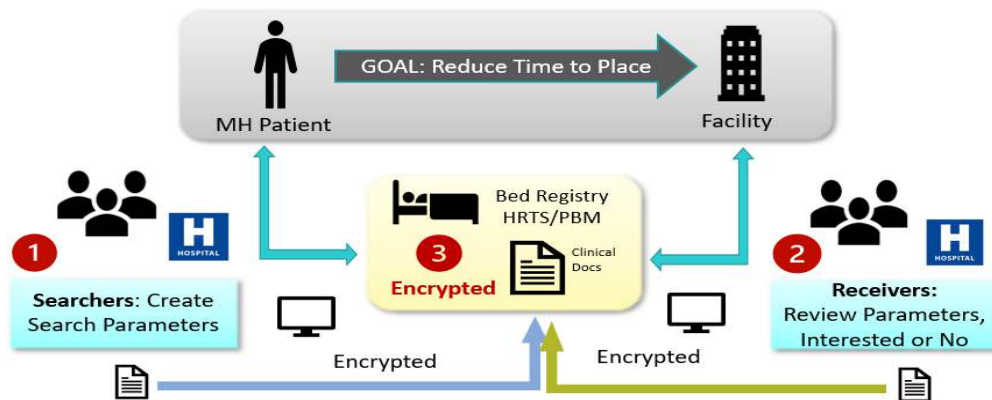 GOAL: Reduce Time to Place
MH Patient
Facility
Bed Registry
HRTS/PBM
Clinical
Docs
3
Encrypted
1
H
HOSPITAL
Searchers: Create
Search Parameters
Encrypted
2
H
HOSPITAL
Receivers:
Review Parameters,
Interested or No
Encrypted